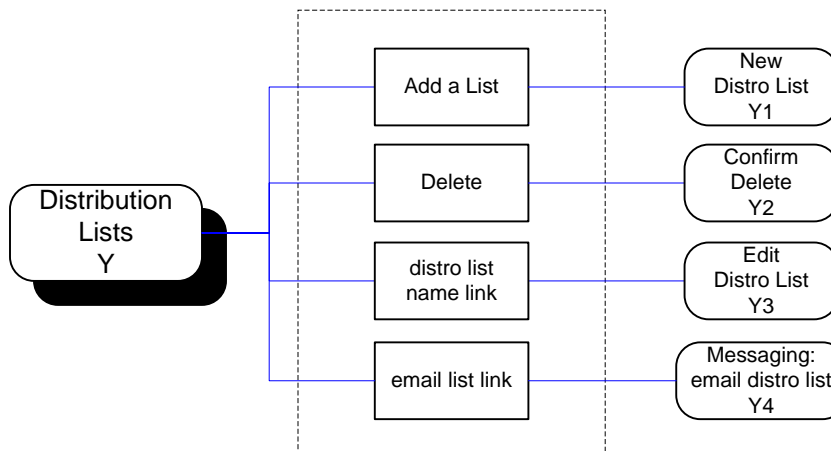 Distribution
Lists
Y
Add a List
New
Distro List
Y1
Delete
Confirm
Delete
Y2
distro list
name link
Edit
Distro List
Y3
email list link
Messaging:
email distro list
Y4